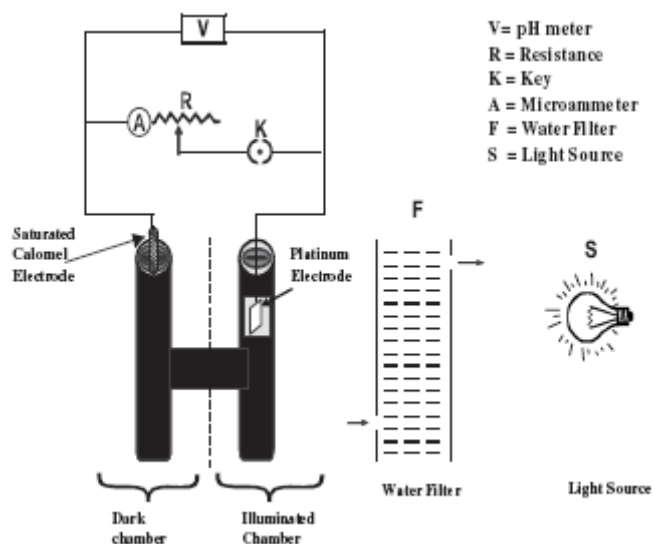 V
V= pH meter
R = Resistance
K = Key
A = Microammeter
F = Water Filter
S = Light Source
R
A
K
F
S
Saturated
Calomel
Electrode
Platinum
Electrode
Water Filter
Light Source
Dark
chamber
Illuminated
Chamber